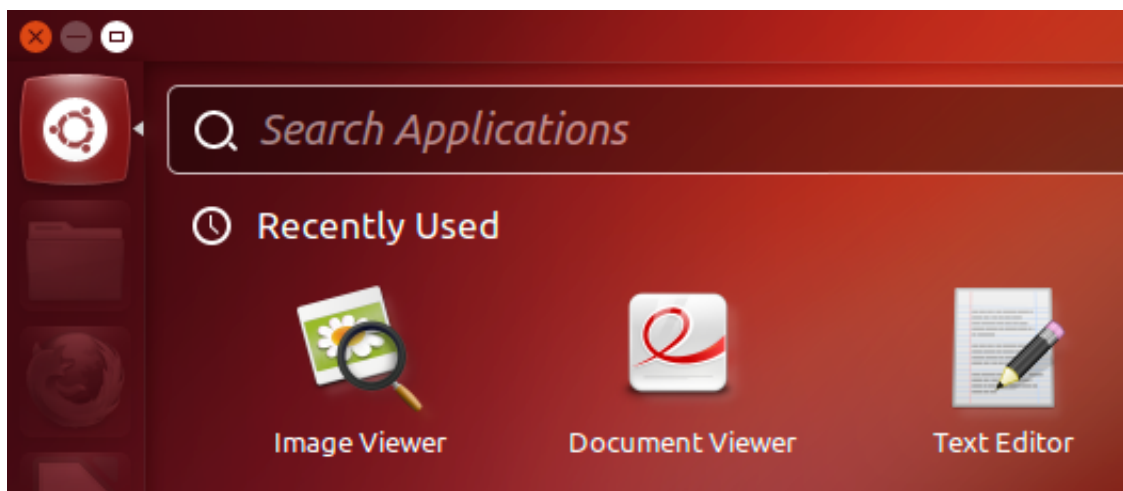 Search Applications
Recently Used
Image Viewer
Document Viewer
Text Editor